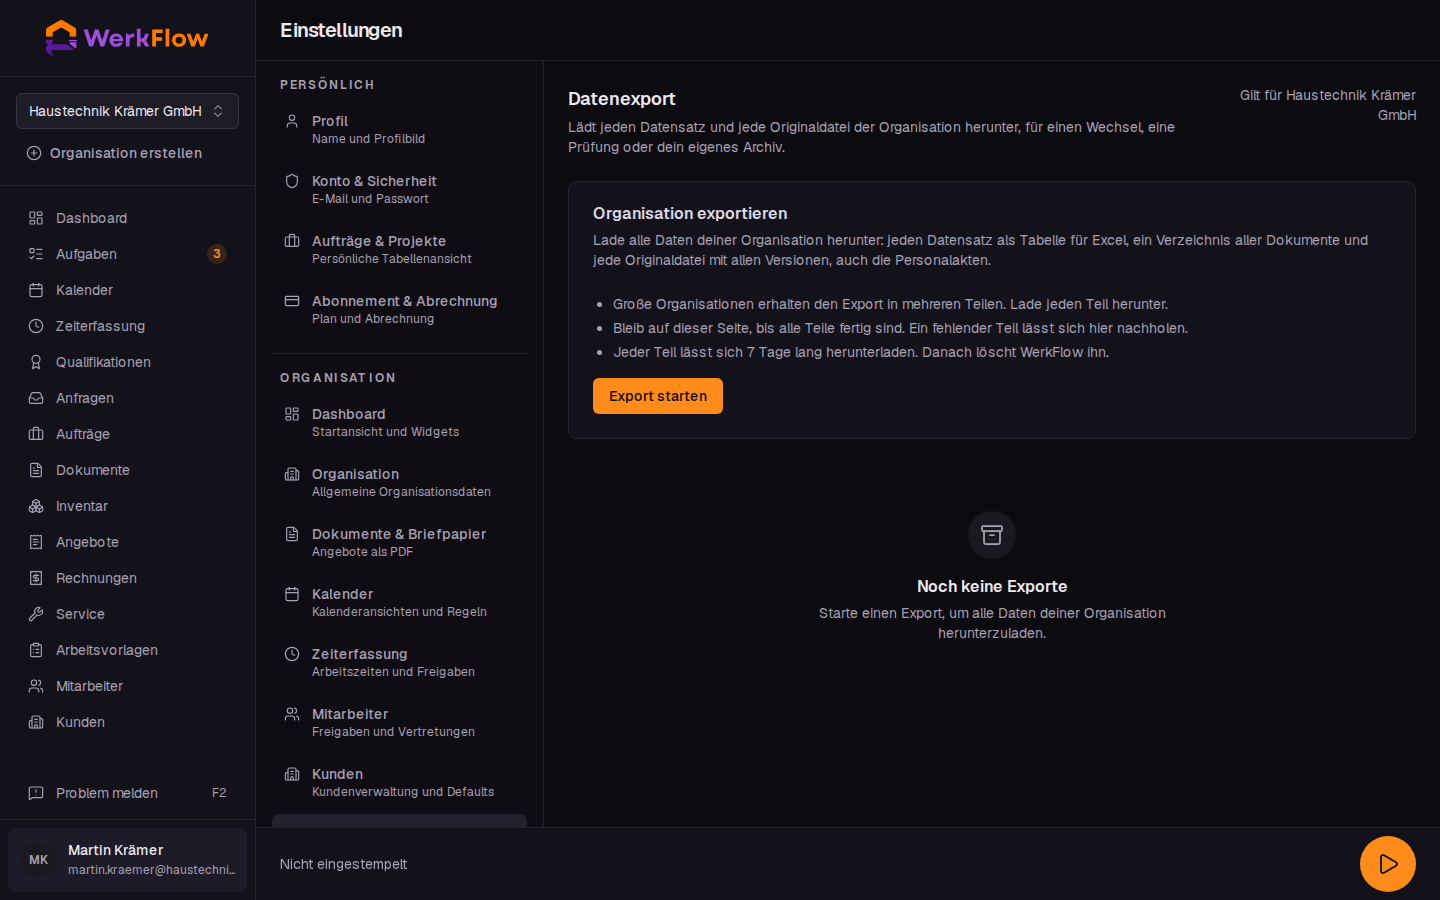 WerkFlow
Haustechnik Krämer GmbH
Organisation erstellen
Dashboard
Aufgaben
3
Kalender
Zeiterfassung
Qualifikationen
Anfragen
Aufträge
Dokumente
Inventar
Angebote
Rechnungen
Service
Arbeitsvorlagen
Mitarbeiter
Kunden
Problem melden
F2
MK
Martin Krämer
martin.kraemer@haustechni...
Einstellungen
PERSÖNLICH
Profil
Name und Profilbild
Konto & Sicherheit
E-Mail und Passwort
Aufträge & Projekte
Persönliche Tabellenansicht
Abonnement & Abrechnung
Plan und Abrechnung
ORGANISATION
Dashboard
Startansicht und Widgets
Organisation
Allgemeine Organisationsdaten
Dokumente & Briefpapier
Angebote als PDF
Kalender
Kalenderansichten und Regeln
Zeiterfassung
Arbeitszeiten und Freigaben
Mitarbeiter
Freigaben und Vertretungen
Kunden
Kundenverwaltung und Defaults
Datenexport
Lädt jeden Datensatz und jede Originaldatei der Organisation herunter, für einen Wechsel, eine
Prüfung oder dein eigenes Archiv.
Gilt für Haustechnik Krämer
GmbH
Organisation exportieren
Lade alle Daten deiner Organisation herunter: jeden Datensatz als Tabelle für Excel, ein Verzeichnis aller Dokumente und
jede Originaldatei mit allen Versionen, auch die Personalakten.
• Große Organisationen erhalten den Export in mehreren Teilen. Lade jeden Teil herunter.
• Bleib auf dieser Seite, bis alle Teile fertig sind. Ein fehlender Teil lässt sich hier nachholen.
• Jeder Teil lässt sich 7 Tage lang herunterladen. Danach löscht WerkFlow ihn.
Export starten
Noch keine Exporte
Starte einen Export, um alle Daten deiner Organisation
herunterzuladen.
Nicht eingestempelt